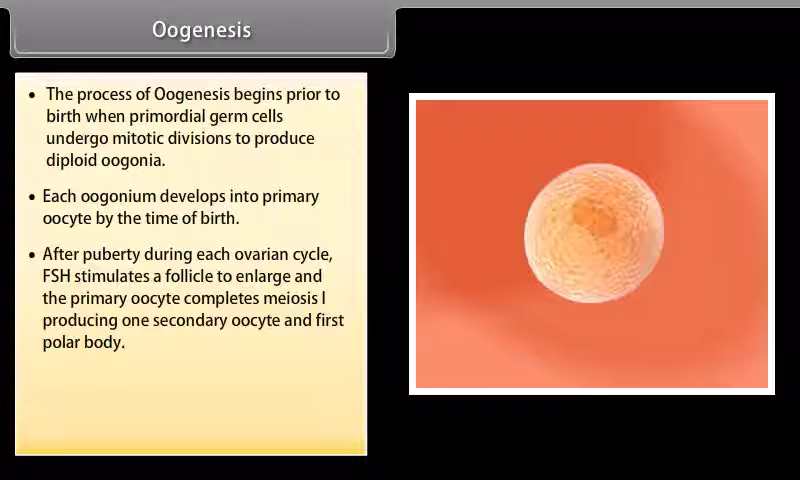 Oogenesis
• The process of Oogenesis begins prior to
birth when primordial germ cells
undergo mitotic divisions to produce
diploid oogonia.
• Each oogonium develops into primary
oocyte by the time of birth.
• After puberty during each ovarian cycle,
FSH stimulates a follicle to enlarge and
the primary oocyte completes meiosis I
producing one secondary oocyte and first
polar body.